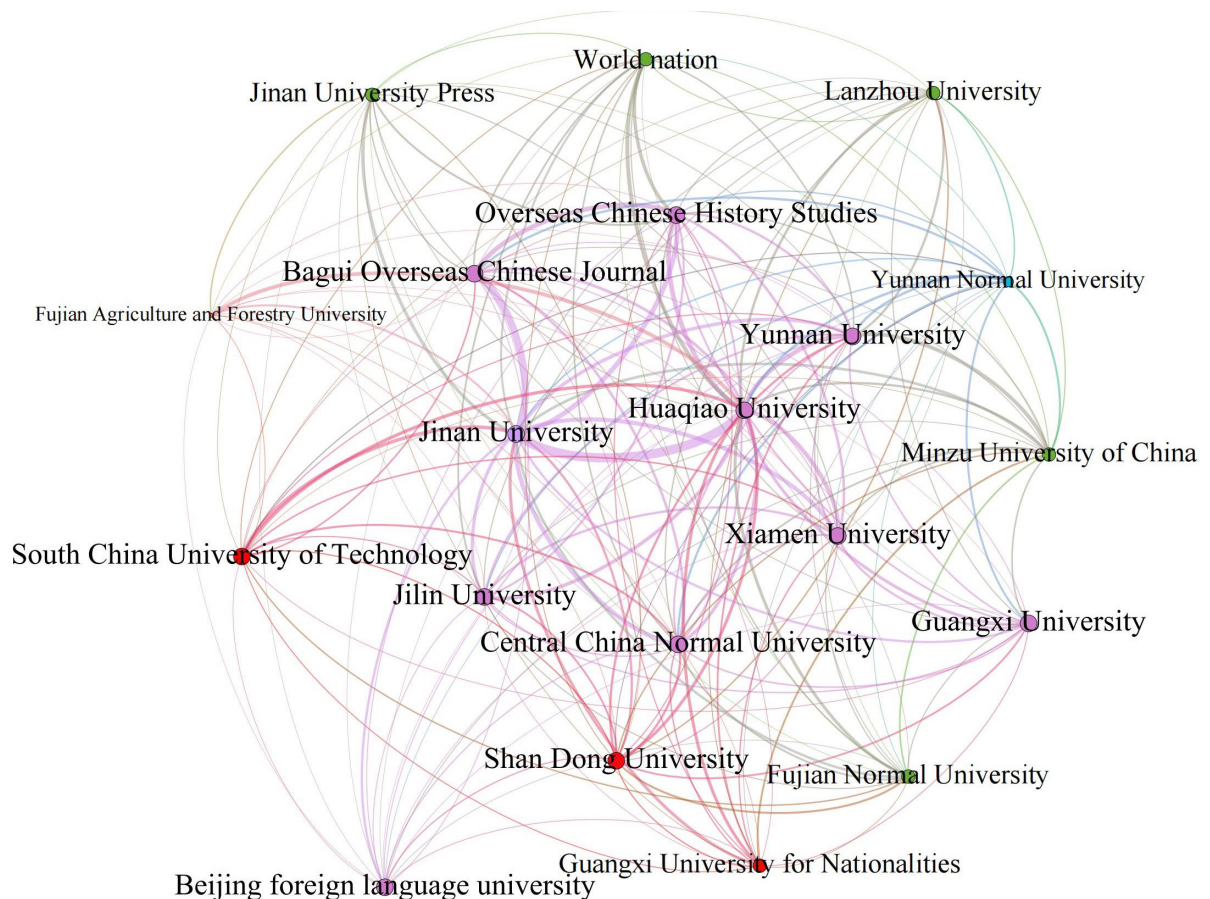 World nation
Jinan University Press
Lanzhou University
Overseas Chinese History Studies
Bagui Overseas Chinese Journal
Yunnan Normal University
Fujian Agriculture and Forestry University
Yunnan University
Huaqiao University
Jinan University
Minzu University of China
Xiamen University
South China University of Technology
Jilin University
Guangxi University
Central China Normal University
Shan Dong University
Fujian Normal University
Guangxi University for Nationalities
Beijing foreign language university